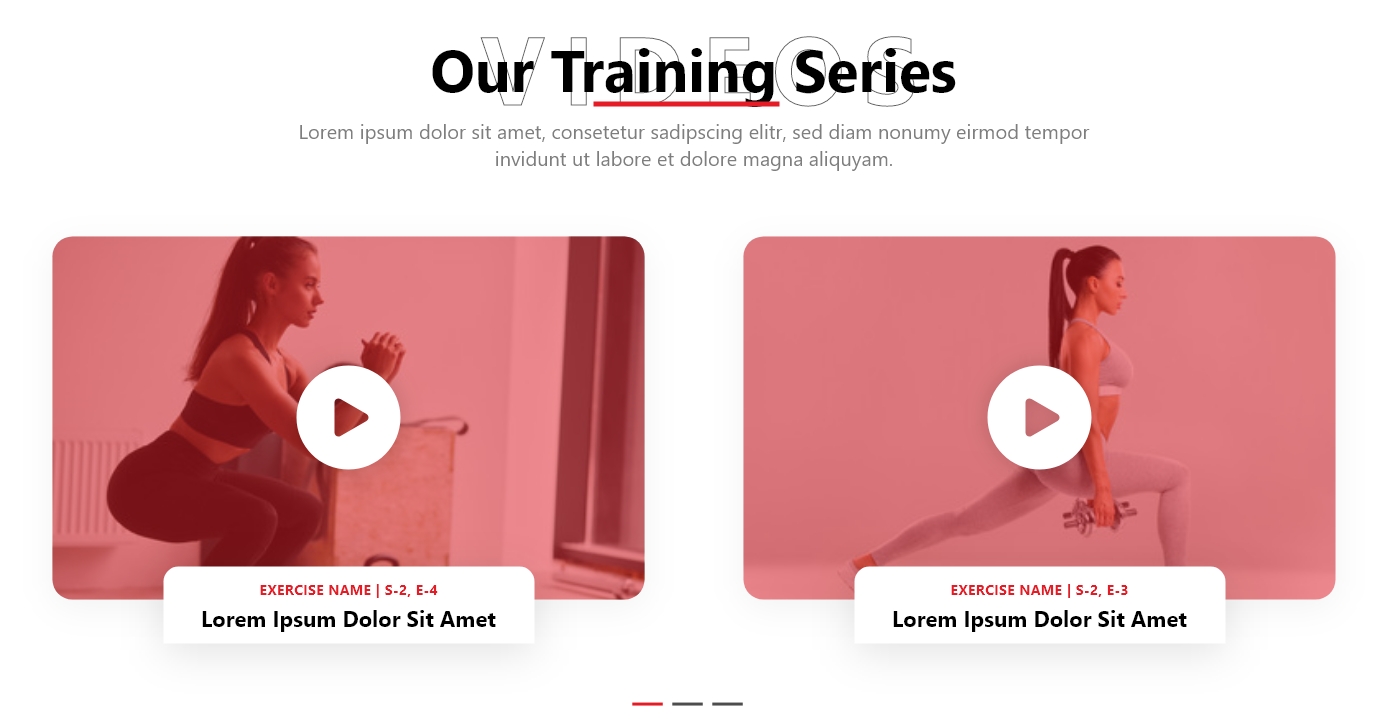 VIDEOS
Our Training Series
Lorem ipsum dolor sit amet, consetetur sadipscing elitr, sed diam nonumy eirmod tempor
invidunt ut labore et dolore magna aliquyam.
EXERCISE NAME | S-2, E-4
Lorem Ipsum Dolor Sit Amet
EXERCISE NAME | S-2, E-3
Lorem Ipsum Dolor Sit Amet